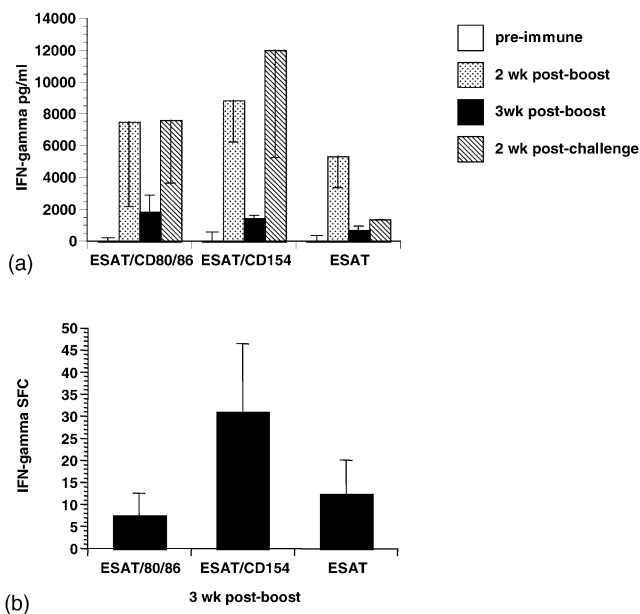 14000
12000
10000
8000
6000
4000
2000
0
IFN-gamma pg/ml
ESAT/CD80/86 ESAT/CD154 ESAT
(a)
pre-immune
2 wk post-boost
3wk post-boost
2 wk post-challenge
50
45
40
35
30
25
20
15
10
5
0
IFN-gamma SFC
ESAT/80/86 ESAT/CD154 ESAT
3 wk post-boost
(b)